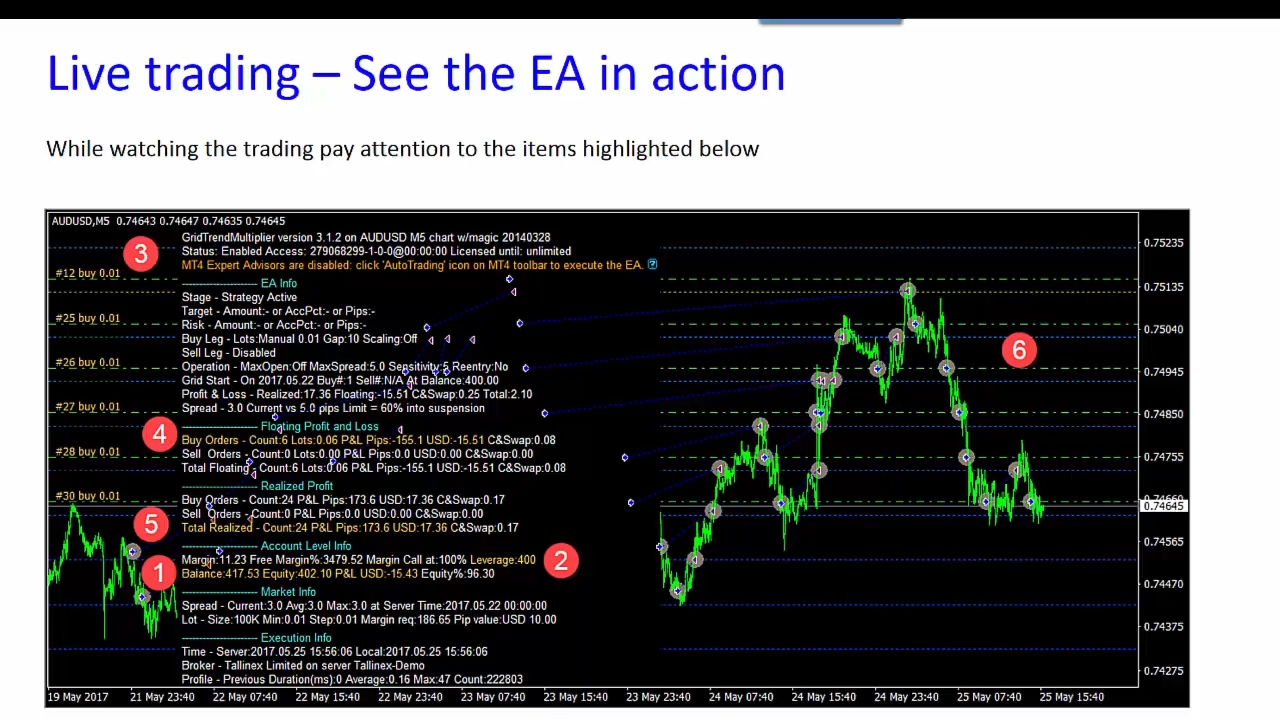 Live trading – See the EA in action
While watching the trading pay attention to the items highlighted below
AUDUSD,M5 0.74643 0.74647 0.74635 0.74645
GridTrendMultiplier version 3.1.2 on AUDUSD M5 chart w/magic 20140328
Status: Enabled Access: 279068299-1-0-0@00:00:00 Licensed until: unlimited
MT4 Expert Advisors are disabled: click 'AutoTrading' icon on MT4 toolbar to execute the EA. ?
3
---------------------- EA Info
Stage - Strategy Active
Target - Amount:- or AccPct:- or Pips:-
Risk - Amount:- or AccPct:- or Pips:-
Buy Leg - Lots:Manual 0.01 Gap:10 Scaling:Off
Sell Leg - Disabled
Operation - MaxOpen:Off MaxSpread:5.0 Sensitivity:5 Reentry:No
Grid Start - On 2017.05.22 Buy#:1 Sell#:N/A At Balance:400.00
Profit & Loss - Realized:17.36 Floating:-15.51 C&Swap:0.25 Total:2.10
Spread - 3.0 Current vs 5.0 pips Limit = 60% into suspension
---------------------- Floating Profit and Loss
4
Buy Orders - Count:6 Lots:0.06 P&L Pips:-155.1 USD:-15.51 C&Swap:0.08
Sell Orders - Count:0 Lots:0.00 P&L Pips:0.0 USD:0.00 C&Swap:0.00
Total Floating - Count:6 Lots:0.06 P&L Pips:-155.1 USD:-15.51 C&Swap:0.08
---------------------- Realized Profit
Buy Orders - Count:24 P&L Pips:173.6 USD:17.36 C&Swap:0.17
Sell Orders - Count:0 P&L Pips:0.0 USD:0.00 C&Swap:0.00
5
Total Realized - Count:24 P&L Pips:173.6 USD:17.36 C&Swap:0.17
---------------------- Account Level Info
Margin:11.23 Free Margin%:3479.52 Margin Call at:100% Leverage:400
2
1
Balance:417.53 Equity:402.10 P&L USD:-15.43 Equity%:96.30
---------------------- Market Info
Spread - Current:3.0 Avg:3.0 Max:3.0 at Server Time:2017.05.22 00:00:00
Lot - Size:100K Min:0.01 Step:0.01 Margin req:186.65 Pip value:USD 10.00
---------------------- Execution Info
Time - Server:2017.05.25 15:56:06 Local:2017.05.25 15:56:06
Broker - Tallinex Limited on server Tallinex-Demo
Profile - Previous Duration(ms):0 Average:0.16 Max:47 Count:222803
#12 buy 0.01
#25 buy 0.01
#26 buy 0.01
#27 buy 0.01
#28 buy 0.01
#30 buy 0.01
6
0.75235
0.75135
0.75040
0.74945
0.74850
0.74755
0.74660
0.74645
0.74565
0.74470
0.74375
0.74275
19 May 2017
21 May 23:40
22 May 07:40
22 May 15:40
22 May 23:40
23 May 07:40
23 May 15:40
23 May 23:40
24 May 07:40
24 May 15:40
24 May 23:40
25 May 07:40
25 May 15:40